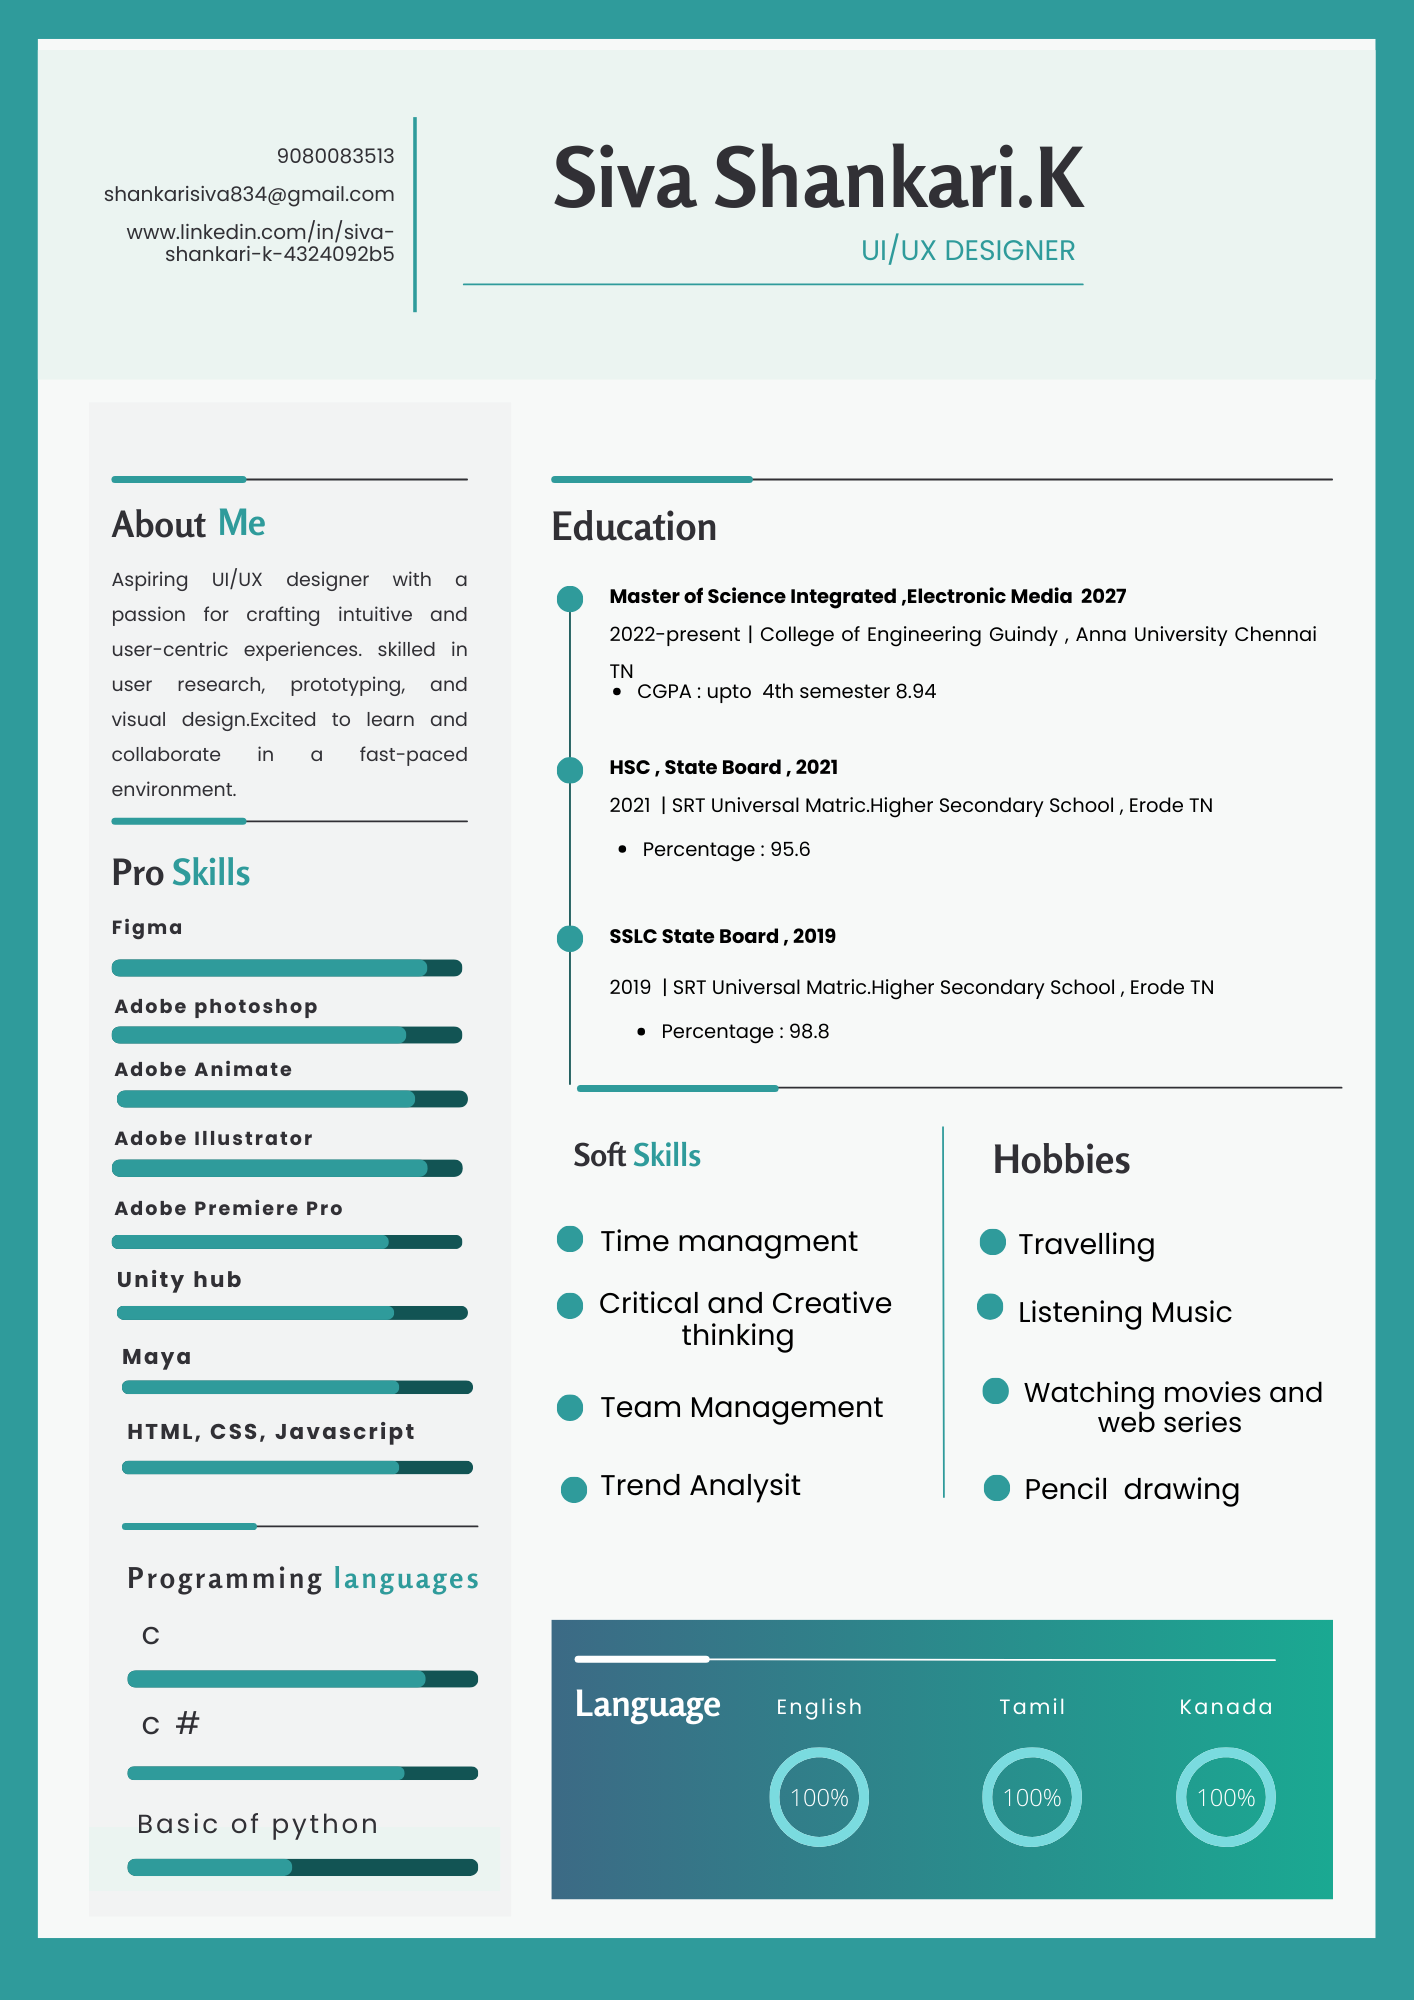 9080083513
shankarisiva834@gmail.com
www.linkedin.com/in/siva-
shankari-k-4324092b5
Siva Shankari.K
UI/UX DESIGNER
About Me
Aspiring UI/UX designer with a
passion for crafting intuitive and
user-centric experiences. skilled in
user research, prototyping, and
visual design.Excited to learn and
collaborate in a fast-paced
environment.
Pro Skills
Figma
Adobe photoshop
Adobe Animate
Adobe Illustrator
Adobe Premiere Pro
Unity hub
Maya
HTML, CSS, Javascript
Programming languages
c
c #
Basic of python
Education
Master of Science Integrated ,Electronic Media 2027
2022-present | College of Engineering Guindy , Anna University Chennai
TN
• CGPA : upto 4th semester 8.94
HSC , State Board , 2021
2021 | SRT Universal Matric.Higher Secondary School , Erode TN
• Percentage : 95.6
SSLC State Board , 2019
2019 | SRT Universal Matric.Higher Secondary School , Erode TN
• Percentage : 98.8
Soft Skills
Time managment
Critical and Creative
thinking
Team Management
Trend Analysit
Hobbies
Travelling
Listening Music
Watching movies and
web series
Pencil drawing
Language
English
Tamil
Kanada
100%
100%
100%